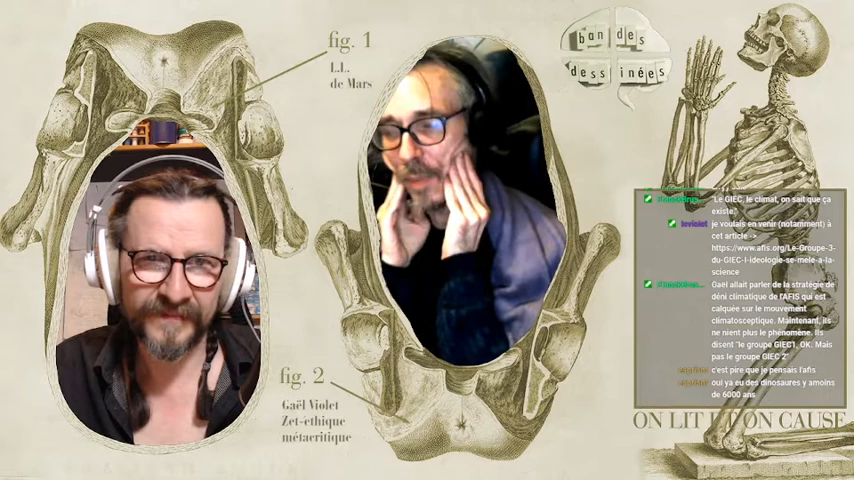 fig. 1
L.L.
de Mars
bandes
dessinées
"Le GIEC, le climat, on sait que ça
existe"
je voulais en venir (notamment) à
cet article ->
https://www.afis.org/Le-Groupe-3-
du-GIEC-l-ideologie-se-mele-a-la-
science
Gaël allait parler de la stratégie de
déni climatique de l'AFIS qui est
calquée sur le mouvement
climatosceptique. Maintenant, ils
ne nient plus le phénomène. Ils
disent "le groupe GIEC1, OK. Mais
pas le groupe GIEC 2"
c'est pire que je pensais l'afis
oui ya eu des dinosaures y amoins
de 6000 ans
fig. 2
Gaël Violet
Zet-ethique
métacritique
ON LIT ET ON CAUSE